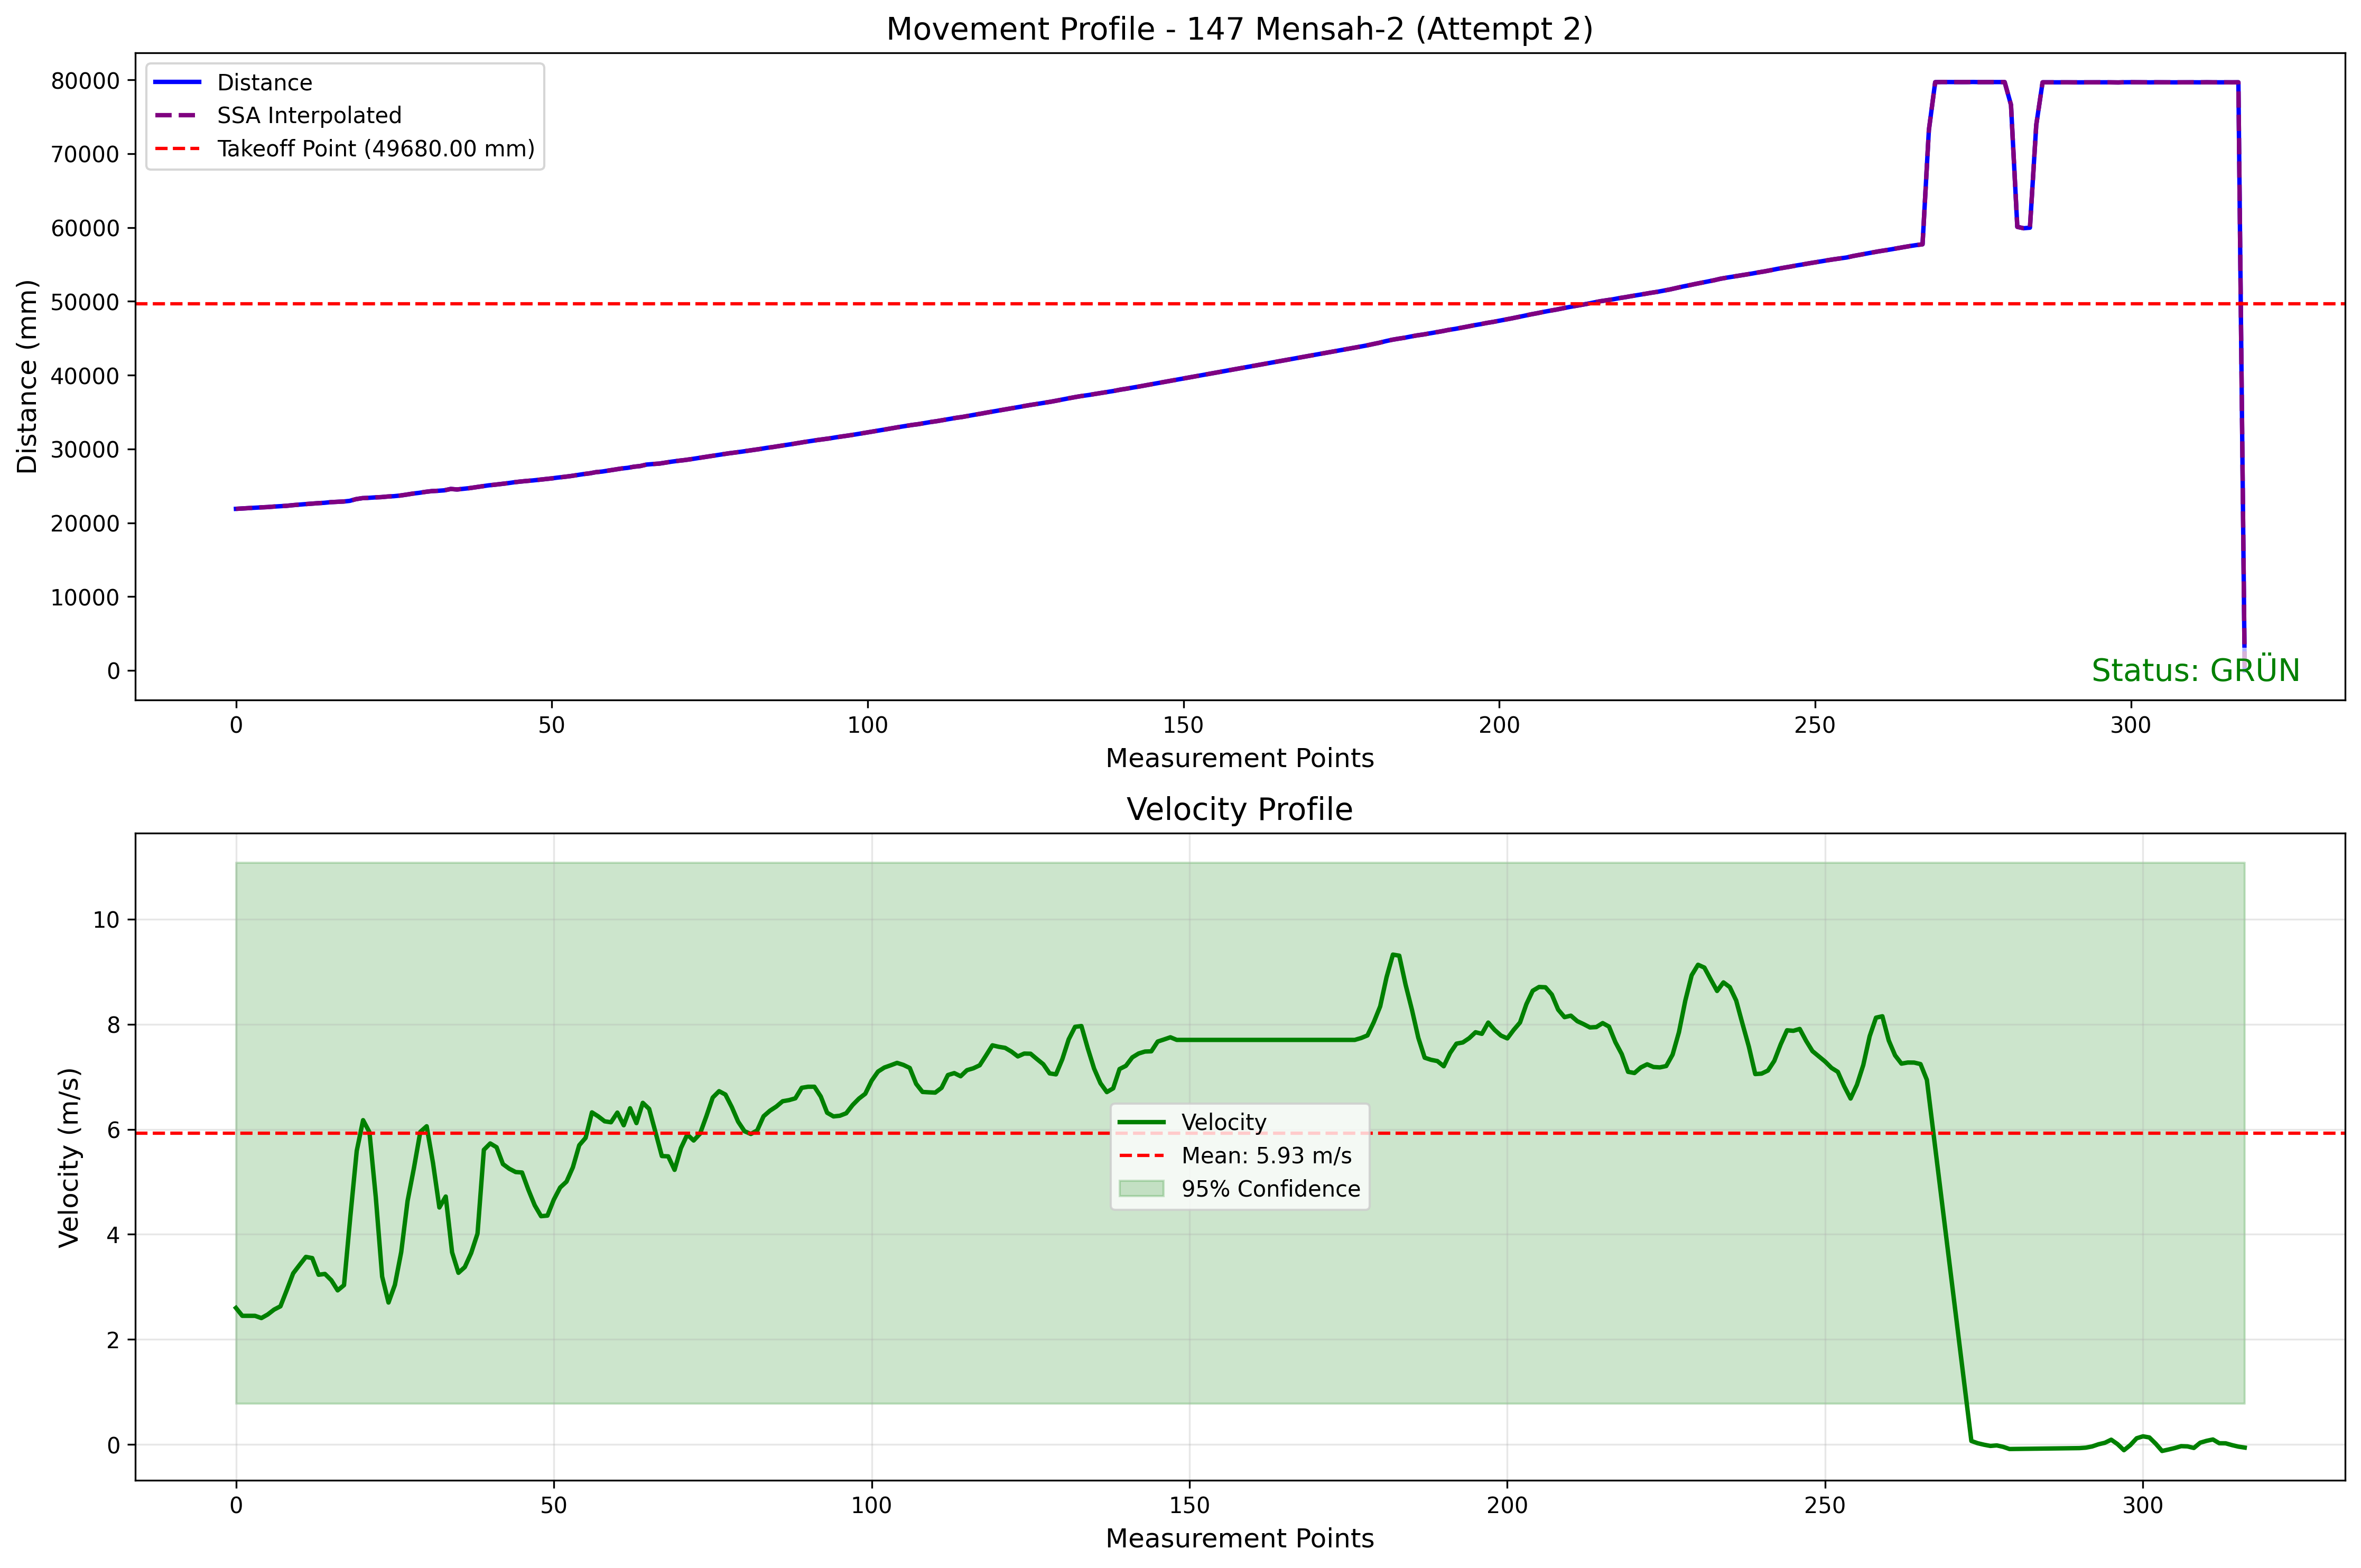 Movement Profile - 147 Mensah-2 (Attempt 2)
Distance
SSA Interpolated
Takeoff Point (49680.00 mm)
Distance (mm)
80000
70000
60000
50000
40000
30000
20000
10000
0
Status: GRÜN
0 50 100 150 200 250 300
Measurement Points
Velocity Profile
Velocity (m/s)
10
8
6
4
2
0
Velocity
Mean: 5.93 m/s
95% Confidence
0 50 100 150 200 250 300
Measurement Points